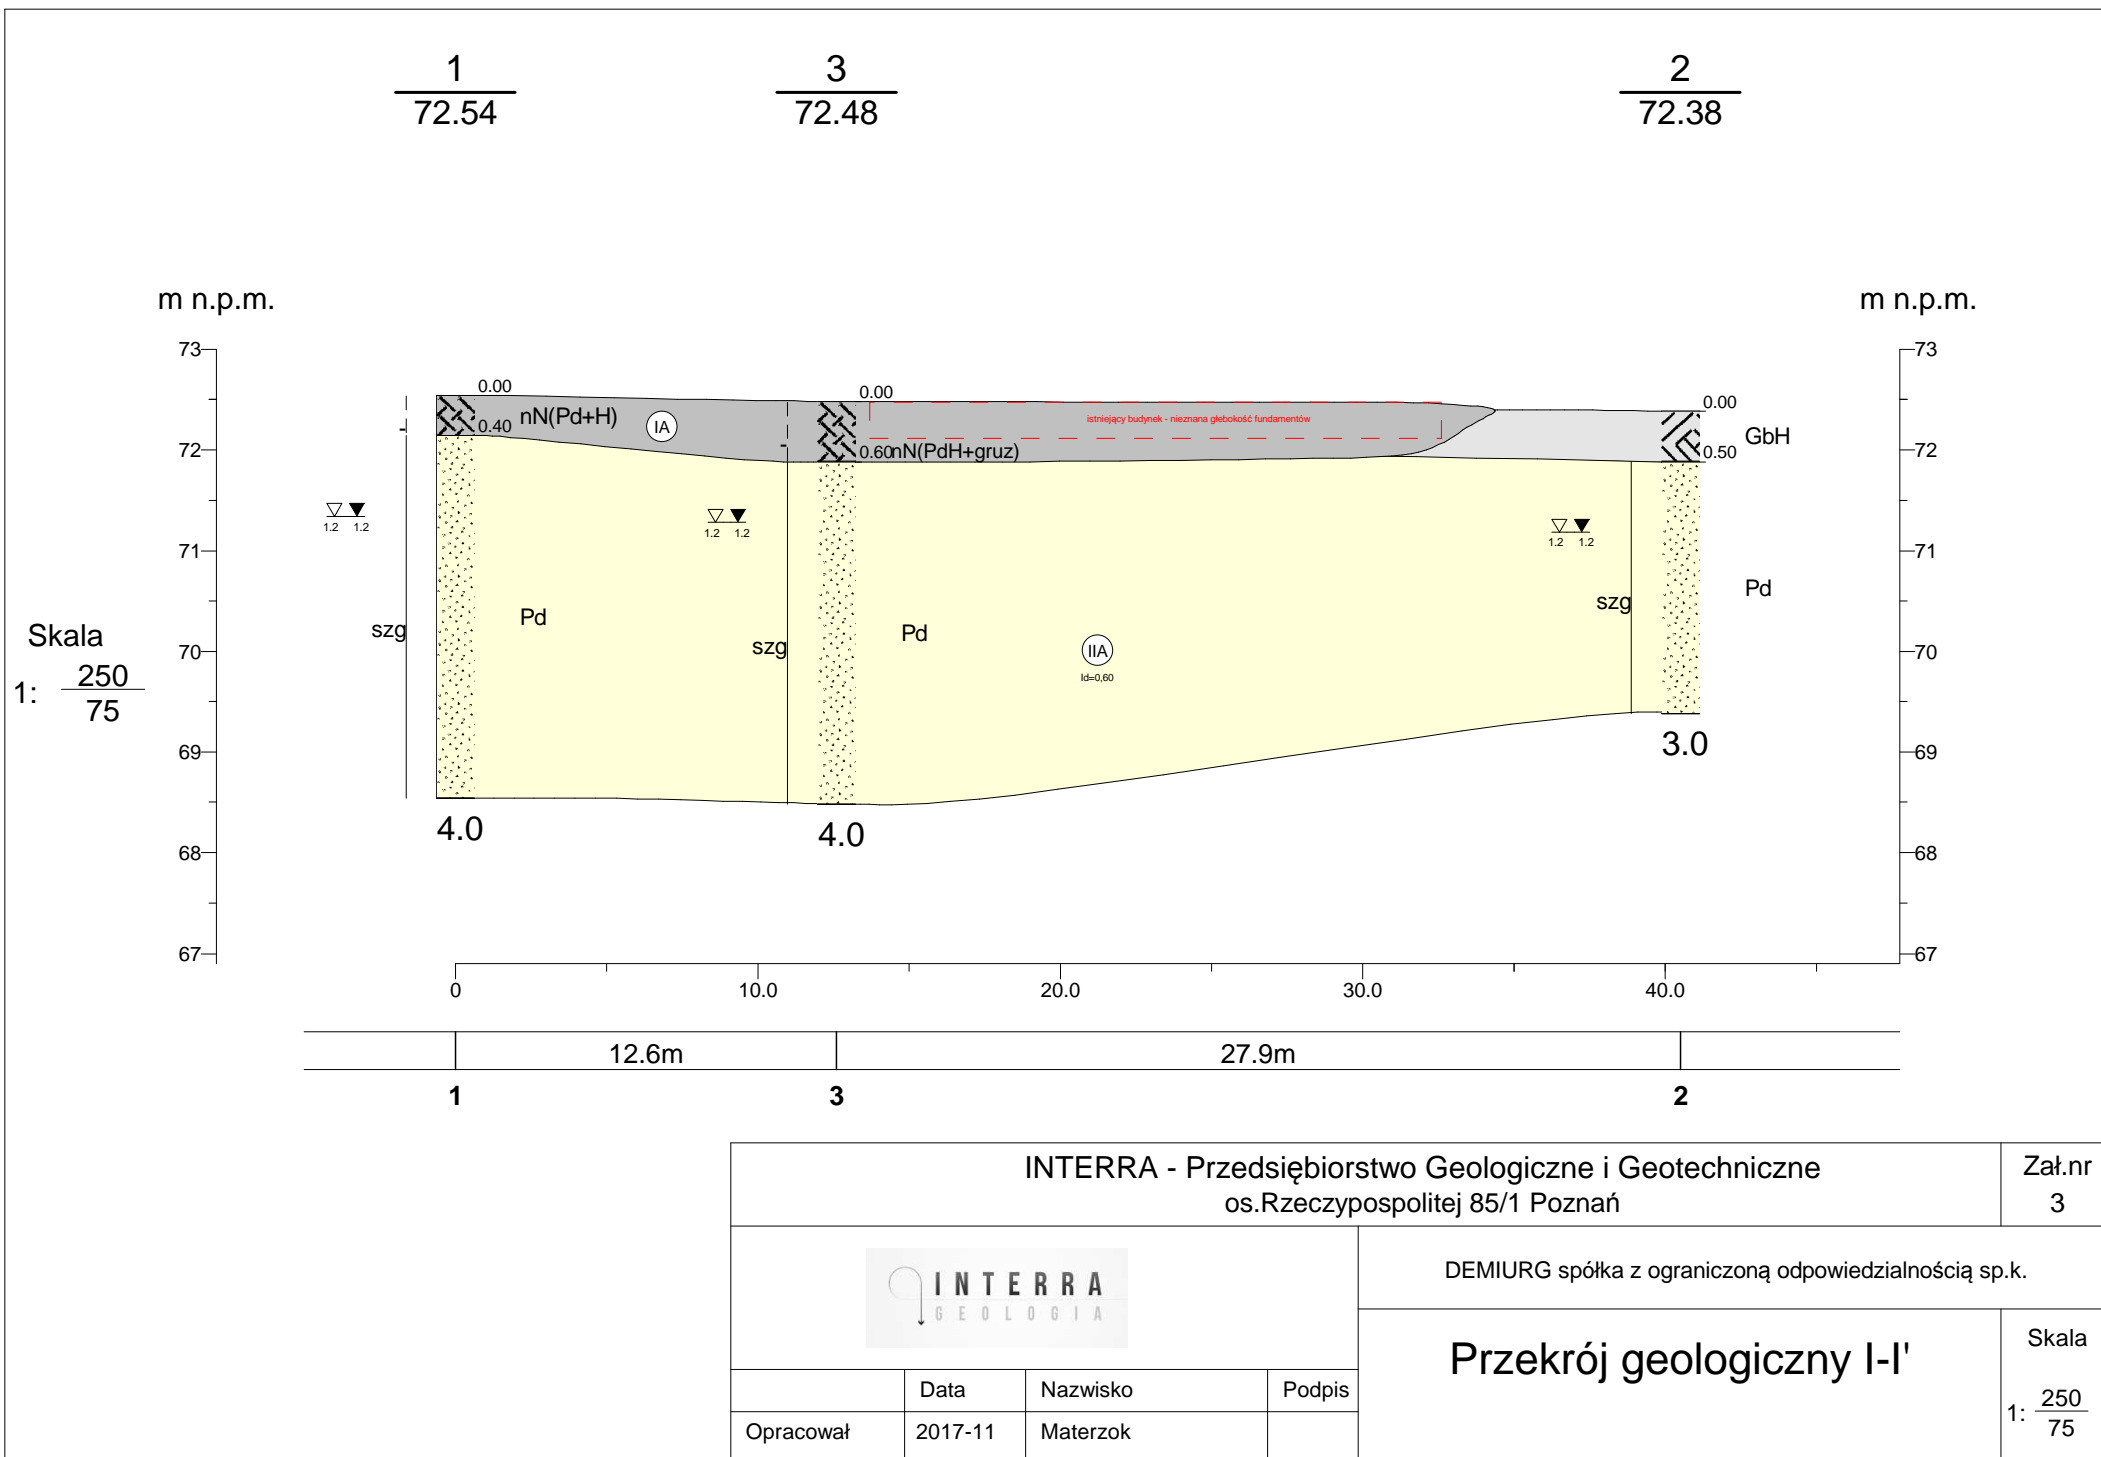 1
72.54
3
72.48
2
72.38
m n.p.m.
m n.p.m.
73
72
71
70
69
68
67
73
72
71
70
69
68
67
Skala
1: 250
75
0.00
0.40
nN(Pd+H)
IA
0.00
0.60nN(PdH+gruz)
istniejący budynek - nieznana głebokość fundamentów
0.00
0.50
GbH
1.2 1.2
1.2 1.2
1.2 1.2
szg
Pd
szg
Pd
IIA
Id=0,60
szg
Pd
4.0
4.0
3.0
0 10.0 20.0 30.0 40.0
12.6m 27.9m
1 3 2
INTERRA - Przedsiębiorstwo Geologiczne i Geotechniczne
os.Rzeczypospolitej 85/1 Poznań
Zał.nr
3
INTERRA
GEOLOGIA
DEMIURG spółka z ograniczoną odpowiedzialnością sp.k.
Przekrój geologiczny I-I'
Skala
1: 250
75
Data Nazwisko Podpis
Opracował 2017-11 Materzok